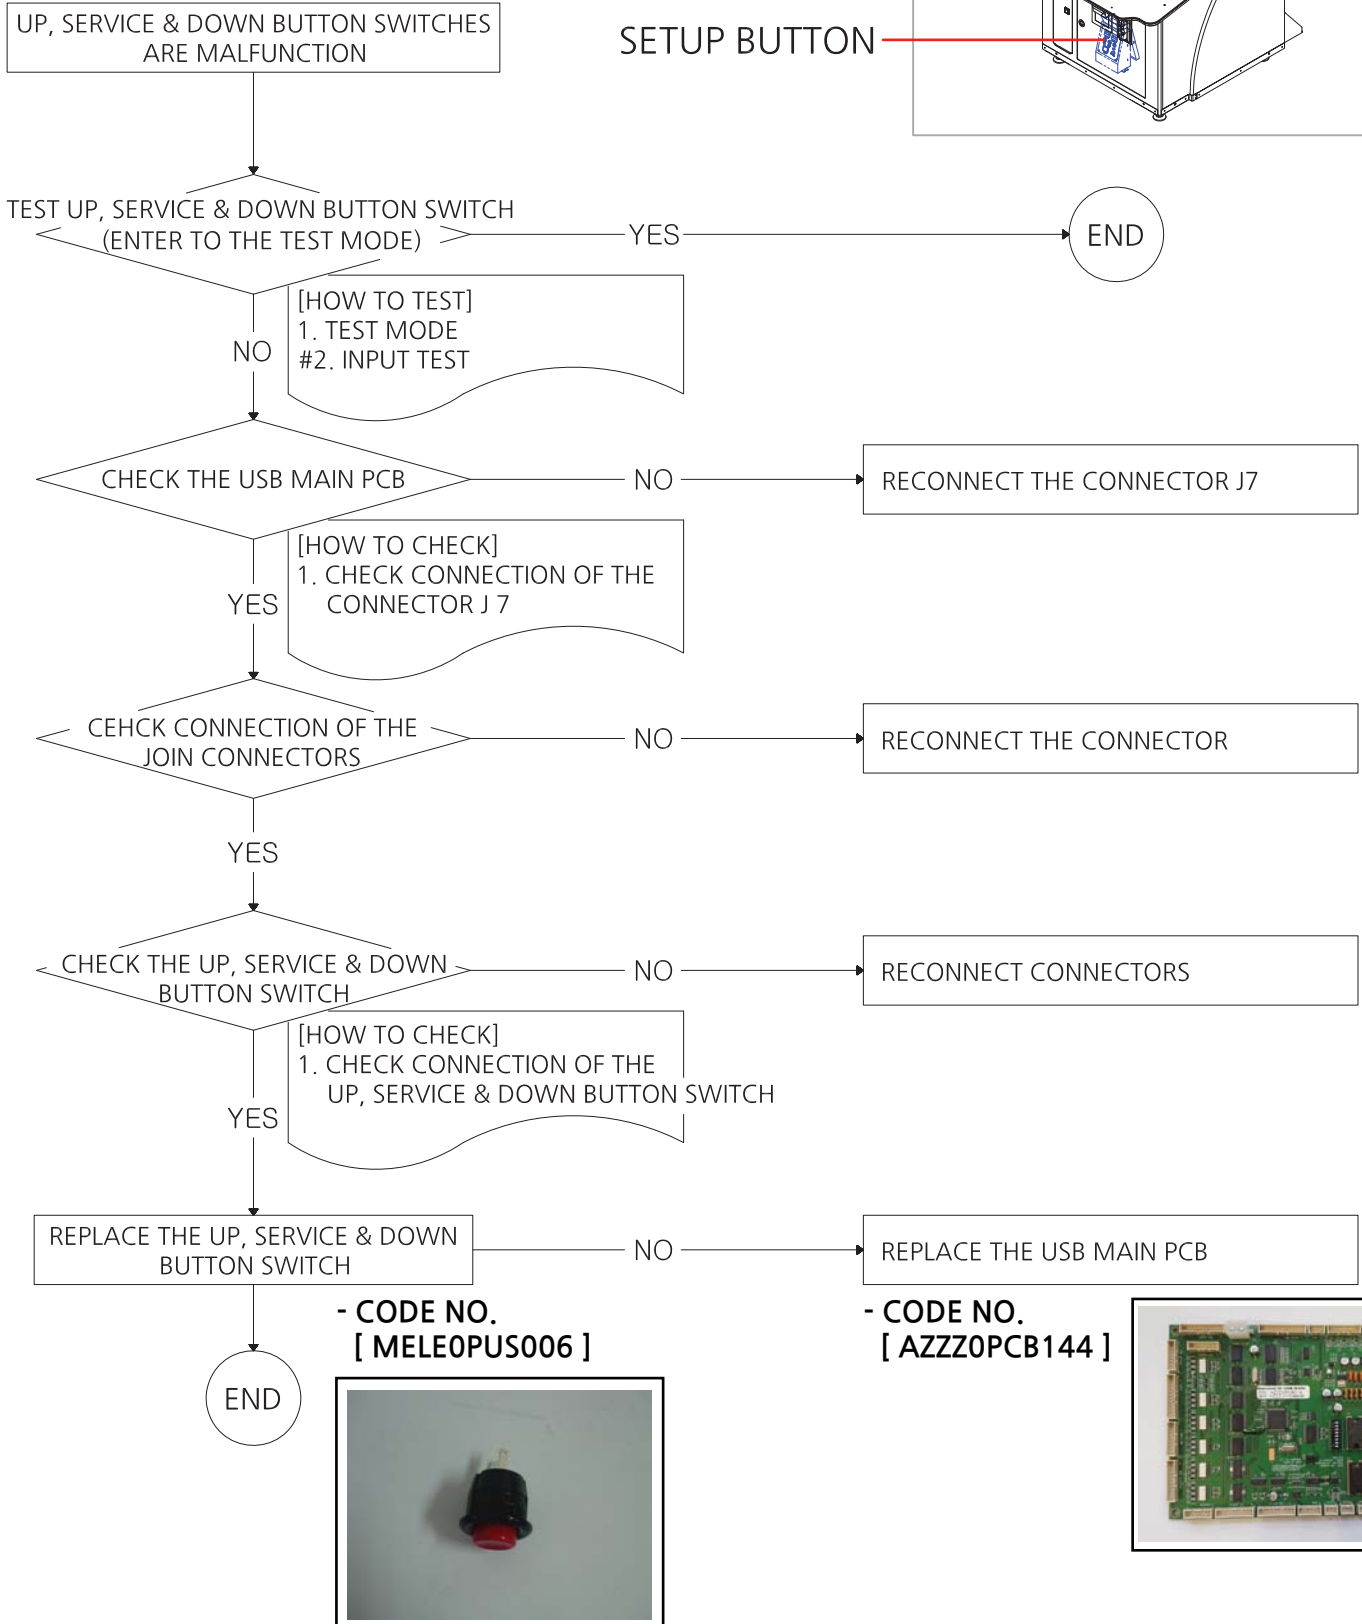 UP, SERVICE & DOWN BUTTON SWITCHES
ARE MALFUNCTION
SETUP BUTTON
TEST UP, SERVICE & DOWN BUTTON SWITCH
(ENTER TO THE TEST MODE)
YES
END
[HOW TO TEST]
1. TEST MODE
#2. INPUT TEST
NO
CHECK THE USB MAIN PCB
NO
RECONNECT THE CONNECTOR J7
[HOW TO CHECK]
1. CHECK CONNECTION OF THE
CONNECTOR J 7
YES
CEHCK CONNECTION OF THE
JOIN CONNECTORS
NO
RECONNECT THE CONNECTOR
YES
CHECK THE UP, SERVICE & DOWN
BUTTON SWITCH
NO
RECONNECT CONNECTORS
[HOW TO CHECK]
1. CHECK CONNECTION OF THE
UP, SERVICE & DOWN BUTTON SWITCH
YES
REPLACE THE UP, SERVICE & DOWN
BUTTON SWITCH
NO
REPLACE THE USB MAIN PCB
- CODE NO.
[ MELE0PUS006 ]
- CODE NO.
[ AZZZ0PCB144 ]
END